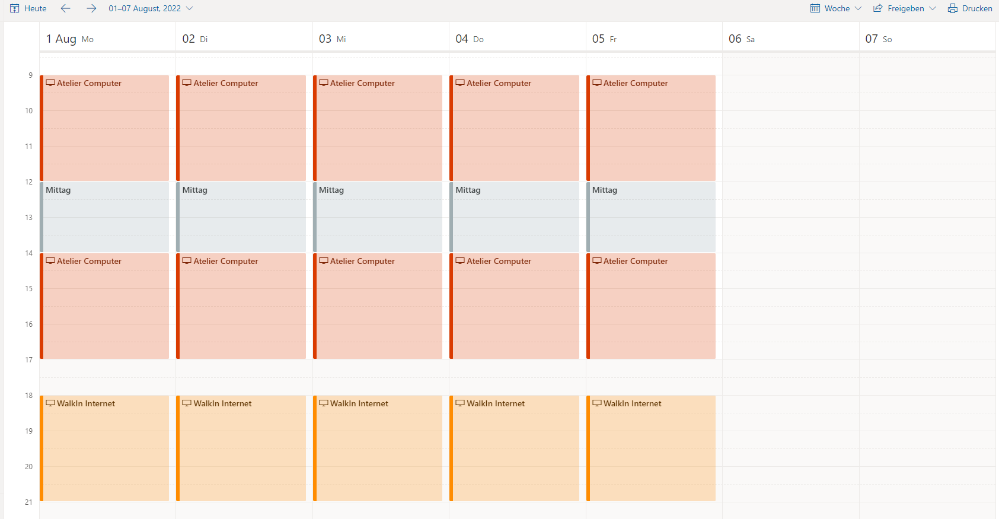 Heute 01–07 August, 2022 Woche Freigeben Drucken
1 Aug Mo 02 Di 03 Mi 04 Do 05 Fr 06 Sa 07 So
9
Atelier Computer Atelier Computer Atelier Computer Atelier Computer Atelier Computer
10
11
12
Mittag Mittag Mittag Mittag Mittag
13
14
Atelier Computer Atelier Computer Atelier Computer Atelier Computer Atelier Computer
15
16
17
18
WalkIn Internet WalkIn Internet WalkIn Internet WalkIn Internet WalkIn Internet
19
20
21